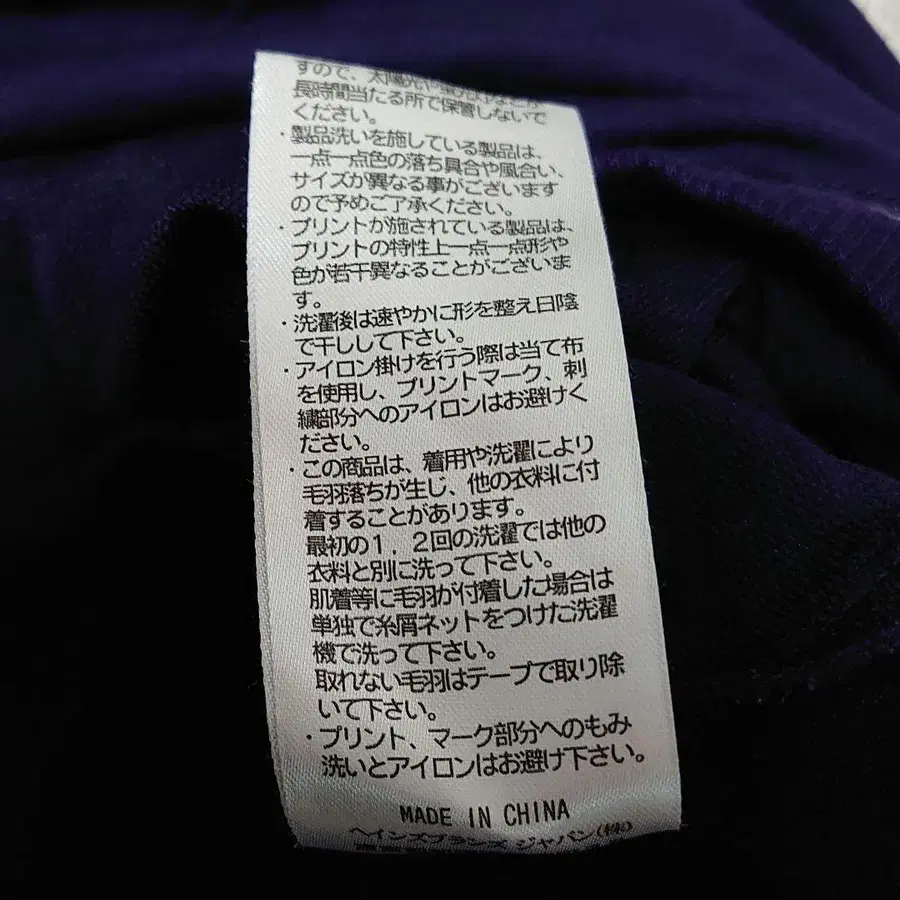 すので、太陽光や蛍光灯などが
長時間当たる所で保管しないで
ください。
・製品洗いを施している製品は、
一点一点色の落ち具合や風合い、
サイズが異なる事がございます
ので予めご了承ください。
・プリントが施されている製品は、
プリントの特性上一点一点形や
色が若干異なることがございま
す。
・洗濯後は速やかに形を整え日陰
で干しして下さい。
・アイロン掛けを行う際は当て布
を使用し、プリントマーク、刺
繍部分へのアイロンはお避けく
ださい。
・この商品は、着用や洗濯により
毛羽落ちが生じ、他の衣料に付
着することがあります。
最初の1，2回の洗濯では他の
衣料と別に洗って下さい。
肌着等に毛羽が付着した場合は
単独で糸屑ネットをつけた洗濯
機で洗って下さい。
取れない毛羽はテープで取り除
いて下さい。
・プリント、マーク部分へのもみ
洗いとアイロンはお避け下さい。
MADE IN CHINA
ヘインズブランズ ジャパン(株)